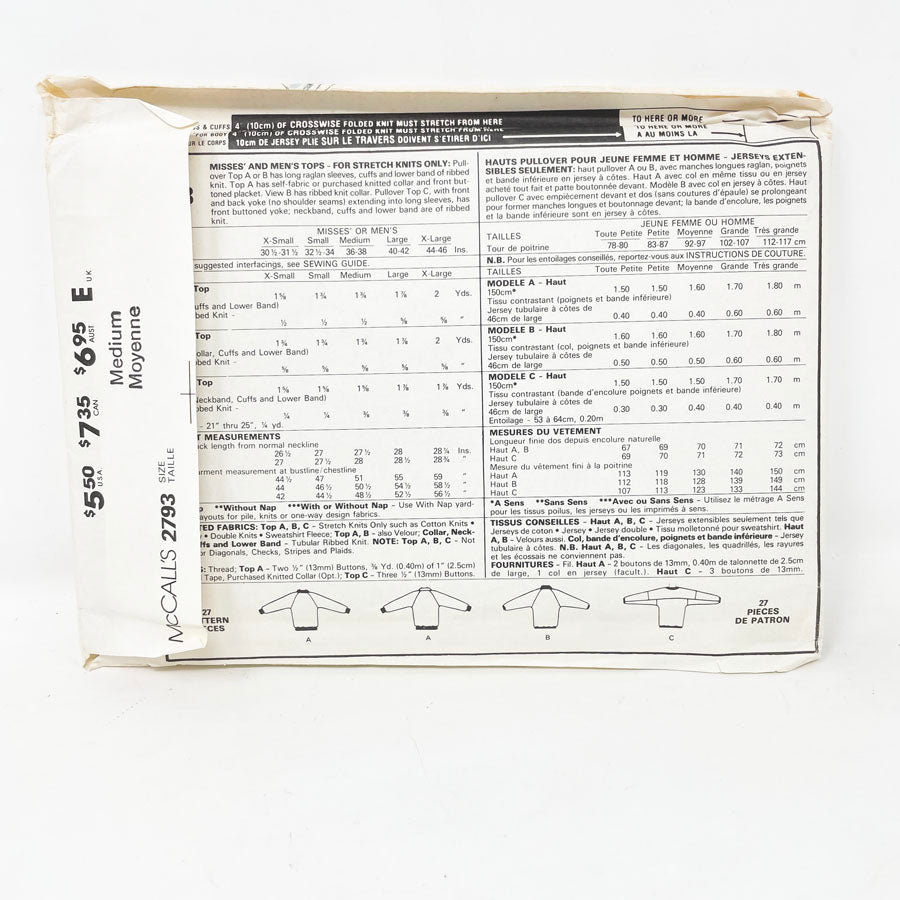 $5.50 USA $7.35 CAN $6.95 AUST E U.K.
Medium
Moyenne
McCALL'S 2793 SIZE
TAILLE
S & CUFFS 4" (10cm) OF CROSSWISE FOLDED KNIT MUST STRETCH FROM HERE
FOR BODY 4" (10cm) OF CROSSWISE FOLDED KNIT MUST STRETCH FROM HERE
UR LE CORPS 10cm DE JERSEY PLIE SUR LE TRAVERS DOIVENT S'ETIRER D'ICI
TO HERE OR MORE
TO HERE OR MORE
A AU MOINS LA
MISSES' AND MEN'S TOPS - FOR STRETCH KNITS ONLY: Pull-
over Top A or B has long raglan sleeves, cuffs and lower band of ribbed
knit. Top A has self-fabric or purchased knitted collar and front but-
toned placket. View B has ribbed knit collar. Pullover Top C, with front
and back yoke (no shoulder seams) extending into long sleeves, has
front buttoned yoke; neckband, cuffs and lower band are of ribbed
knit.
MISSES' OR MEN'S
X-Small Small Medium Large X-Large
30½-31½ 32½-34 36-38 40-42 44-46 Ins.
suggested interfacings, see SEWING GUIDE.
X-Small Small Medium Large X-Large
Top
1⅝ 1¾ 1¾ 1⅞ 2 Yds.
uffs and Lower Band)
bed Knit -
½ ½ ½ ⅝ ⅝ "
Top
1¾ 1¾ 1¾ 1⅞ 2 Yds.
ollar, Cuffs and Lower Band)
bed Knit -
⅝ ⅝ ⅝ ⅝ ⅝ "
Top
1⅝ 1⅝ 1⅝ 1⅞ 1⅞ Yds.
Neckband, Cuffs and Lower Band)
bed Knit -
- 21" thru 25", ¼ yd.
T MEASUREMENTS
ck length from normal neckline
26½ 27 27½ 28 28¼ Ins.
27 27½ 28 28½ 28¾ "
arment measurement at bustline/chestline
44½ 47 51 55 59 "
44 46½ 50½ 54½ 58½ "
42 44½ 48½ 52½ 56½ "
p **Without Nap ***With or Without Nap - Use With Nap yard-
ayouts for pile, knits or one-way design fabrics.
TED FABRICS: Top A, B, C - Stretch Knits Only such as Cotton Knits •
• Double Knits • Sweatshirt Fleece; Top A, B - also Velour; Collar, Neck-
ffs and Lower Band - Tubular Ribbed Knit. NOTE: Top A, B, C - Not
or Diagonals, Checks, Stripes and Plaids.
S: Thread; Top A - Two ½" (13mm) Buttons, ⅜ Yd. (0.40m) of 1" (2.5cm)
Tape, Purchased Knitted Collar (Opt.); Top C - Three ½" (13mm) Buttons.
HAUTS PULLOVER POUR JEUNE FEMME ET HOMME - JERSEYS EXTEN-
SIBLES SEULEMENT: haut pullover A ou B, avec manches longues raglan, poignets
et bande inférieure en jersey à côtes. Haut A avec col en même tissu ou en jersey
acheté tout fait et patte boutonnée devant. Modèle B avec col en jersey à côtes. Haut
pullover C avec empiècement devant et dos (sans coutures d'épaule) se prolongeant
pour former manches longues et boutonnage devant; la bande d'encolure, les poignets
et la bande inférieure sont en jersey à côtes.
JEUNE FEMME OU HOMME
TAILLES Toute Petite Petite Moyenne Grande Très grande
Tour de poitrine 78-80 83-87 92-97 102-107 112-117 cm
N.B. Pour les entoilages conseillés, reportez-vous aux INSTRUCTIONS DE COUTURE.
TAILLES Toute Petite Petite Moyenne Grande Très grande
MODELE A - Haut
150cm* 1.50 1.50 1.60 1.70 1.80 m
Tissu contrastant (poignets et bande inférieure)
Jersey tubulaire à côtes de
46cm de large 0.40 0.40 0.40 0.60 0.60 m
MODELE B - Haut
150cm* 1.60 1.60 1.60 1.70 1.80 m
Tissu contrastant (col, poignets et bande inférieure)
Jersey tubulaire à côtes de
46cm de large 0.50 0.50 0.50 0.60 0.60 m
MODELE C - Haut
150cm* 1.50 1.50 1.50 1.70 1.70 m
Tissu contrastant (bande d'encolure poignets et bande inférieure)
Jersey tubulaire à côtes de
46cm de large 0.30 0.30 0.40 0.40 0.40 m
Entoilage - 53 à 64cm, 0.20m
MESURES DU VETEMENT
Longueur finie dos depuis encolure naturelle
Haut A, B 67 69 70 71 72 cm
Haut C 69 70 71 72 73 cm
Mesure du vêtement fini à la poitrine
Haut A 113 119 130 140 150 cm
Haut B 112 118 128 139 149 cm
Haut C 107 113 123 133 144 cm
*A Sens **Sans Sens ***Avec ou Sans Sens - Utilisez le métrage A Sens
pour les tissus poilus, les jerseys ou les imprimés à sens.
TISSUS CONSEILLES - Haut A, B, C - Jerseys extensibles seulement tels que
Jerseys de coton • Jersey double • Tissu molletonné pour sweatshirt. Haut
A, B - Velours aussi. Col, bande d'encolure, poignets et bande inférieure - Jersey
tubulaire à côtes. N.B. Haut A, B, C - Les diagonales, les quadrillés, les rayures
et les écossais ne conviennent pas.
FOURNITURES - Fil. Haut A - 2 boutons de 13mm, 0.40m de talonnette de 2.5cm
de large, 1 col en jersey (facult.). Haut C - 3 boutons de 13mm.
27
TTERN
CES
A A B C
27
PIECES
DE PATRON